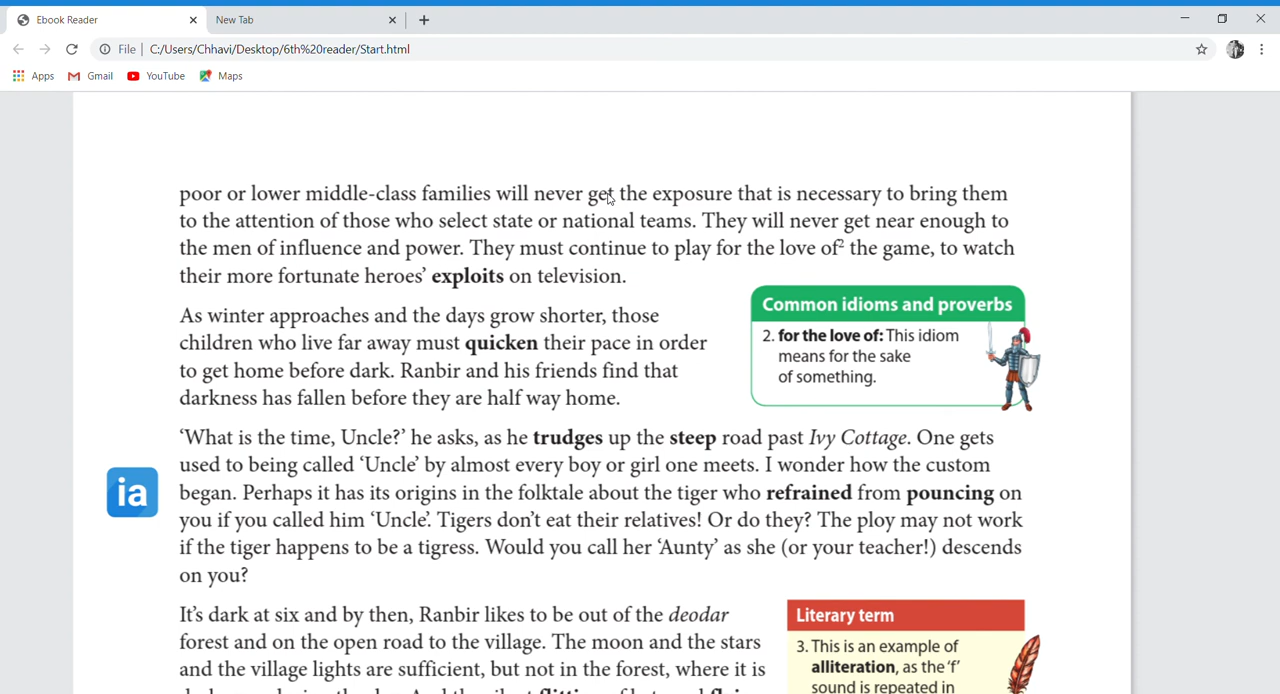 Ebook Reader
New Tab
File
C:/Users/Chhavi/Desktop/6th%20reader/Start.html
Apps
Gmail
YouTube
Maps
poor or lower middle-class families will never get the exposure that is necessary to bring them
to the attention of those who select state or national teams. They will never get near enough to
the men of influence and power. They must continue to play for the love of² the game, to watch
their more fortunate heroes’ exploits on television.
As winter approaches and the days grow shorter, those
children who live far away must quicken their pace in order
to get home before dark. Ranbir and his friends find that
darkness has fallen before they are half way home.
Common idioms and proverbs
2. for the love of: This idiom
means for the sake
of something.
‘What is the time, Uncle?’ he asks, as he trudges up the steep road past Ivy Cottage. One gets
used to being called ‘Uncle’ by almost every boy or girl one meets. I wonder how the custom
began. Perhaps it has its origins in the folktale about the tiger who refrained from pouncing on
you if you called him ‘Uncle’. Tigers don’t eat their relatives! Or do they? The ploy may not work
if the tiger happens to be a tigress. Would you call her ‘Aunty’ as she (or your teacher!) descends
on you?
ia
It’s dark at six and by then, Ranbir likes to be out of the deodar
forest and on the open road to the village. The moon and the stars
and the village lights are sufficient, but not in the forest, where it is
Literary term
3. This is an example of
alliteration, as the ‘f’
sound is repeated in